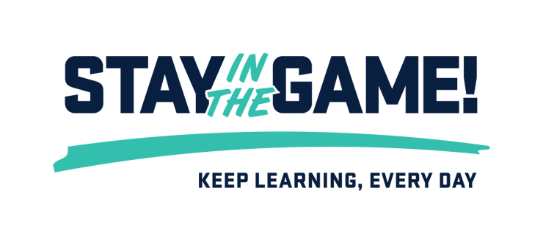 STAY IN THE GAME!
KEEP LEARNING, EVERY DAY